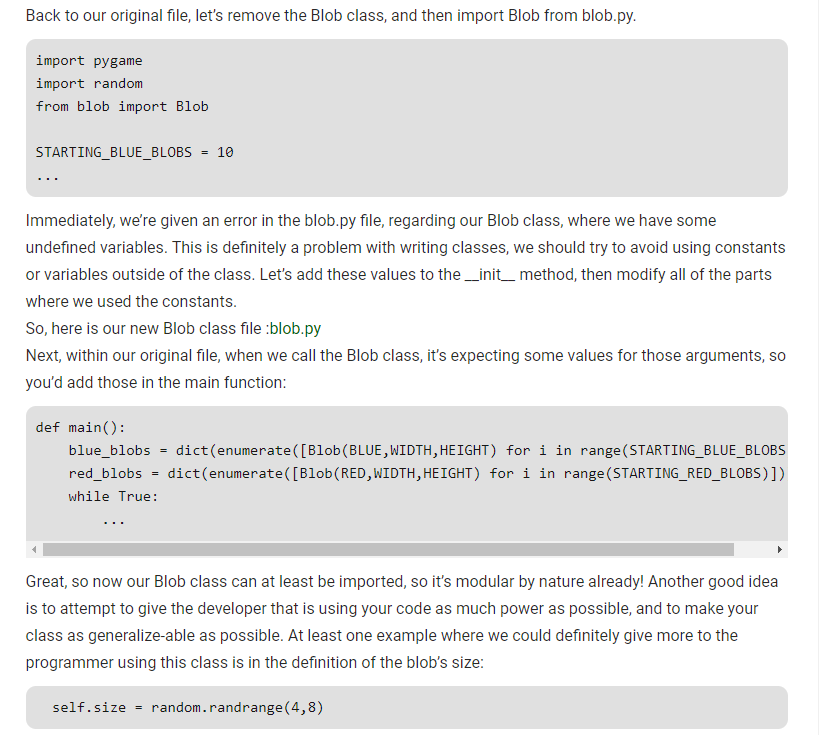 Back to our original file, let’s remove the Blob class, and then import Blob from blob.py.
import pygame
import random
from blob import Blob
STARTING_BLUE_BLOBS = 10
...
Immediately, we’re given an error in the blob.py file, regarding our Blob class, where we have some
undefined variables. This is definitely a problem with writing classes, we should try to avoid using constants
or variables outside of the class. Let’s add these values to the __init__ method, then modify all of the parts
where we used the constants.
So, here is our new Blob class file :blob.py
Next, within our original file, when we call the Blob class, it’s expecting some values for those arguments, so
you’d add those in the main function:
def main():
    blue_blobs = dict(enumerate([Blob(BLUE,WIDTH,HEIGHT) for i in range(STARTING_BLUE_BLOBS
    red_blobs = dict(enumerate([Blob(RED,WIDTH,HEIGHT) for i in range(STARTING_RED_BLOBS)])
    while True:
        ...
Great, so now our Blob class can at least be imported, so it’s modular by nature already! Another good idea
is to attempt to give the developer that is using your code as much power as possible, and to make your
class as generalize-able as possible. At least one example where we could definitely give more to the
programmer using this class is in the definition of the blob’s size:
  self.size = random.randrange(4,8)